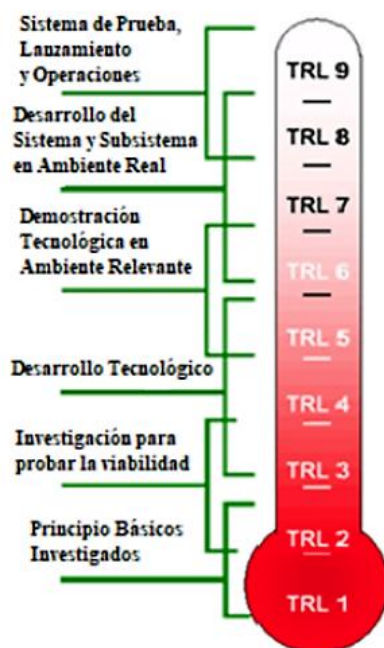 Sistema de Prueba,
Lanzamiento
y Operaciones
Desarrollo del
Sistema y Subsistema
en Ambiente Real
Demostración
Tecnológica en
Ambiente Relevante
Desarrollo Tecnológico
Investigación para
probar la viabilidad
Principio Básicos
Investigados
TRL 9
TRL 8
TRL 7
TRL 6
TRL 5
TRL 4
TRL 3
TRL 2
TRL 1